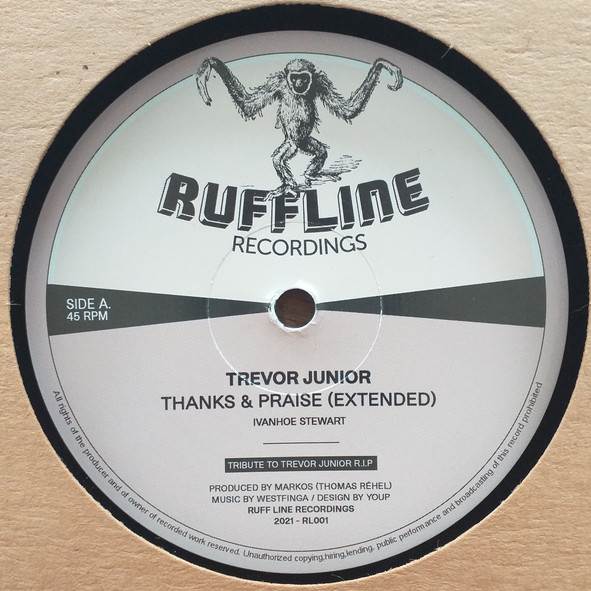 RUFFLINE
RECORDINGS
SIDE A.
45 RPM
TREVOR JUNIOR
THANKS & PRAISE (EXTENDED)
IVANHOE STEWART
TRIBUTE TO TREVOR JUNIOR R.I.P
PRODUCED BY MARKOS (THOMAS RÉHEL)
MUSIC BY WESTFINGA / DESIGN BY YOUP
RUFF LINE RECORDINGS
2021 - RL001
All rights of the producer and of owner of recorded work reserved. Unauthorized copying,hiring,lending, public performance and broadcasting of this record prohibited